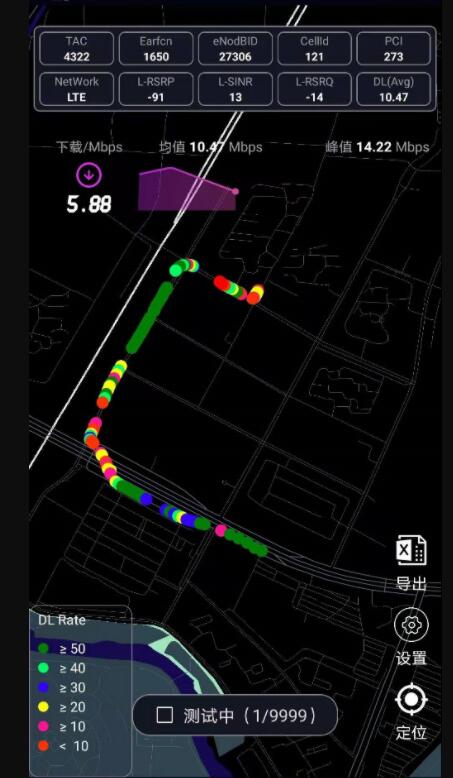 TAC Earfcn eNodBID CellId PCI
4322 1650 27306 121 273
NetWork L-RSRP L-SINR L-RSRQ DL(Avg)
LTE -91 13 -14 10.47
下载/Mbps 均值 10.47 Mbps 峰值 14.22 Mbps
5.88
导出
设置
定位
DL Rate
≥ 50
≥ 40
≥ 30
≥ 20
≥ 10
< 10
测试中（1/9999）